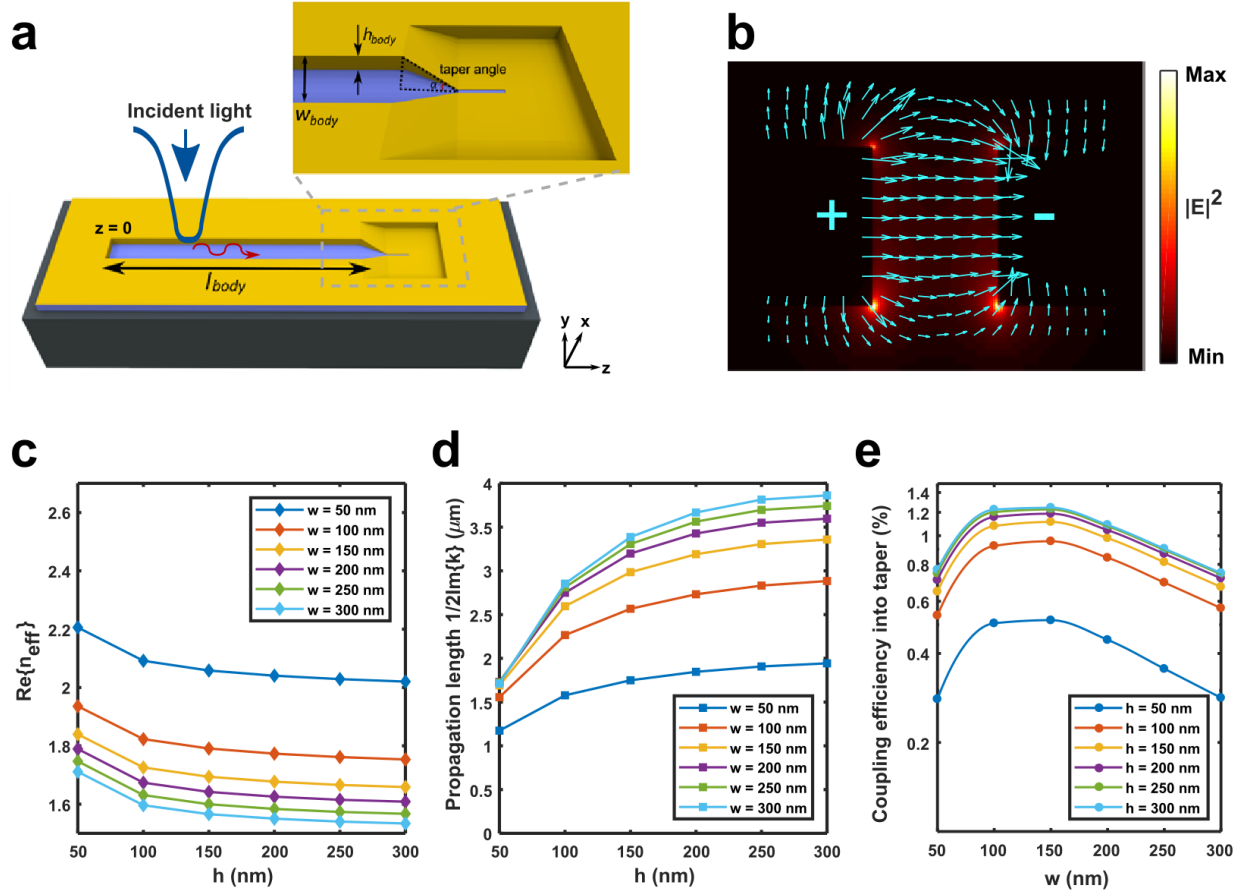 a
h_body
taper angle
α
w_body
Incident light
z = 0
l_body
y
x
z
b
+
-
Max
|E|²
Min
c
Re{n_eff}
2.6
2.4
2.2
2
1.8
1.6
w = 50 nm
w = 100 nm
w = 150 nm
w = 200 nm
w = 250 nm
w = 300 nm
50
100
150
200
250
300
h (nm)
d
Propagation length 1/2Im{k} (μm)
4
3.5
3
2.5
2
1.5
1
0.5
0
w = 50 nm
w = 100 nm
w = 150 nm
w = 200 nm
w = 250 nm
w = 300 nm
50
100
150
200
250
300
h (nm)
e
Coupling efficiency into taper (%)
1.4
1.2
1
0.8
0.6
0.4
0.2
h = 50 nm
h = 100 nm
h = 150 nm
h = 200 nm
h = 250 nm
h = 300 nm
50
100
150
200
250
300
w (nm)